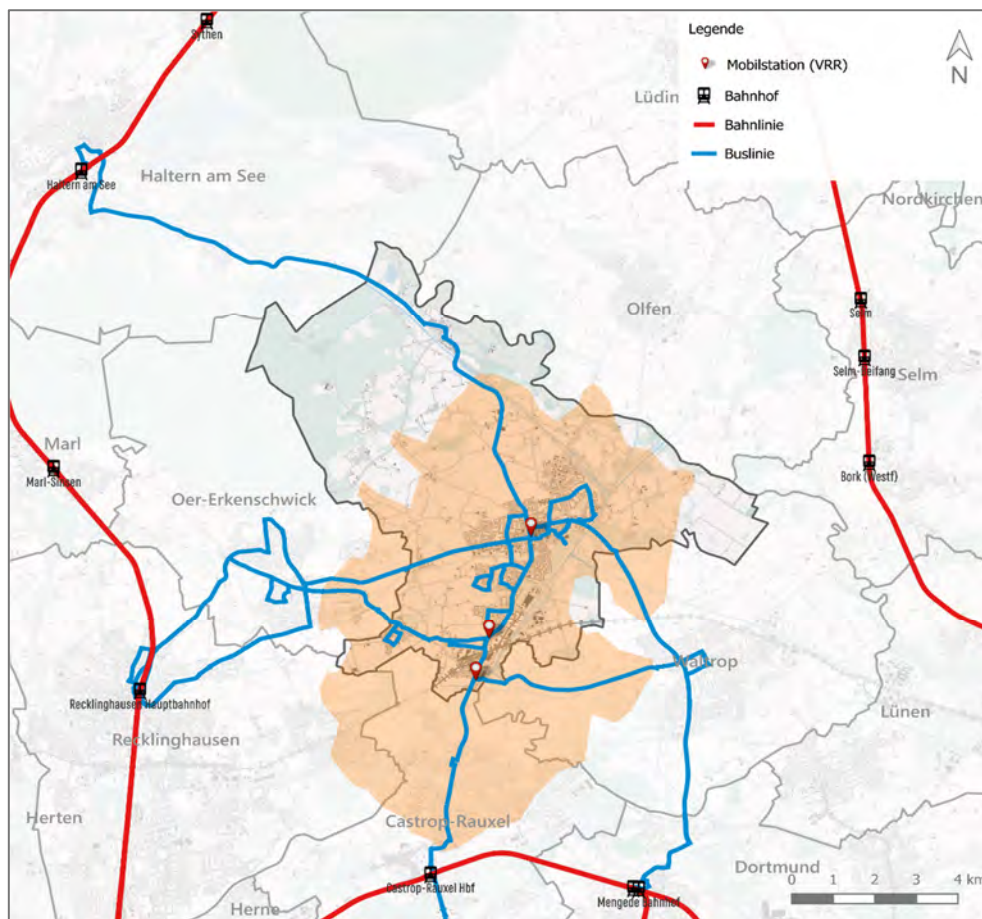 Sythen
Legende
Mobilstation (VRR)
Bahnhof
Bahnlinie
Buslinie
N
Lüdin
Haltern am See
Haltern am See
Nordkirchen
Olfen
Selm
Selm-Beifang
Selm
Marl
Marl-Sinsen
Bork (Westf)
Oer-Erkenschwick
Waltrop
Recklinghausen Hauptbahnhof
Lünen
Recklinghausen
Herten
Castrop-Rauxel
Dortmund
Castrop-Rauxel Hbf
Mengede Bahnhof
0 1 2 3 4 km
Herne